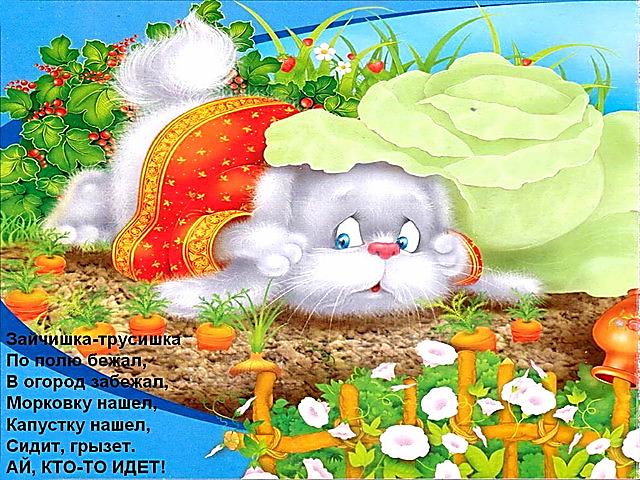 Зайчишка-трусишка
По полю бежал,
В огород забежал,
Морковку нашел,
Капустку нашел,
Сидит, грызет.
АЙ, КТО-ТО ИДЕТ!